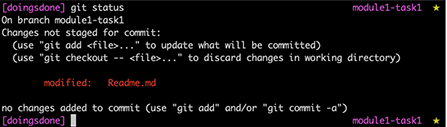 [doingsdone] git status module1-task1 ★
On branch module1-task1
Changes not staged for commit:
(use "git add <file>..." to update what will be committed)
(use "git checkout -- <file>..." to discard changes in working directory)
modified: Readme.md
no changes added to commit (use "git add" and/or "git commit -a")
[doingsdone] module1-task1 ★